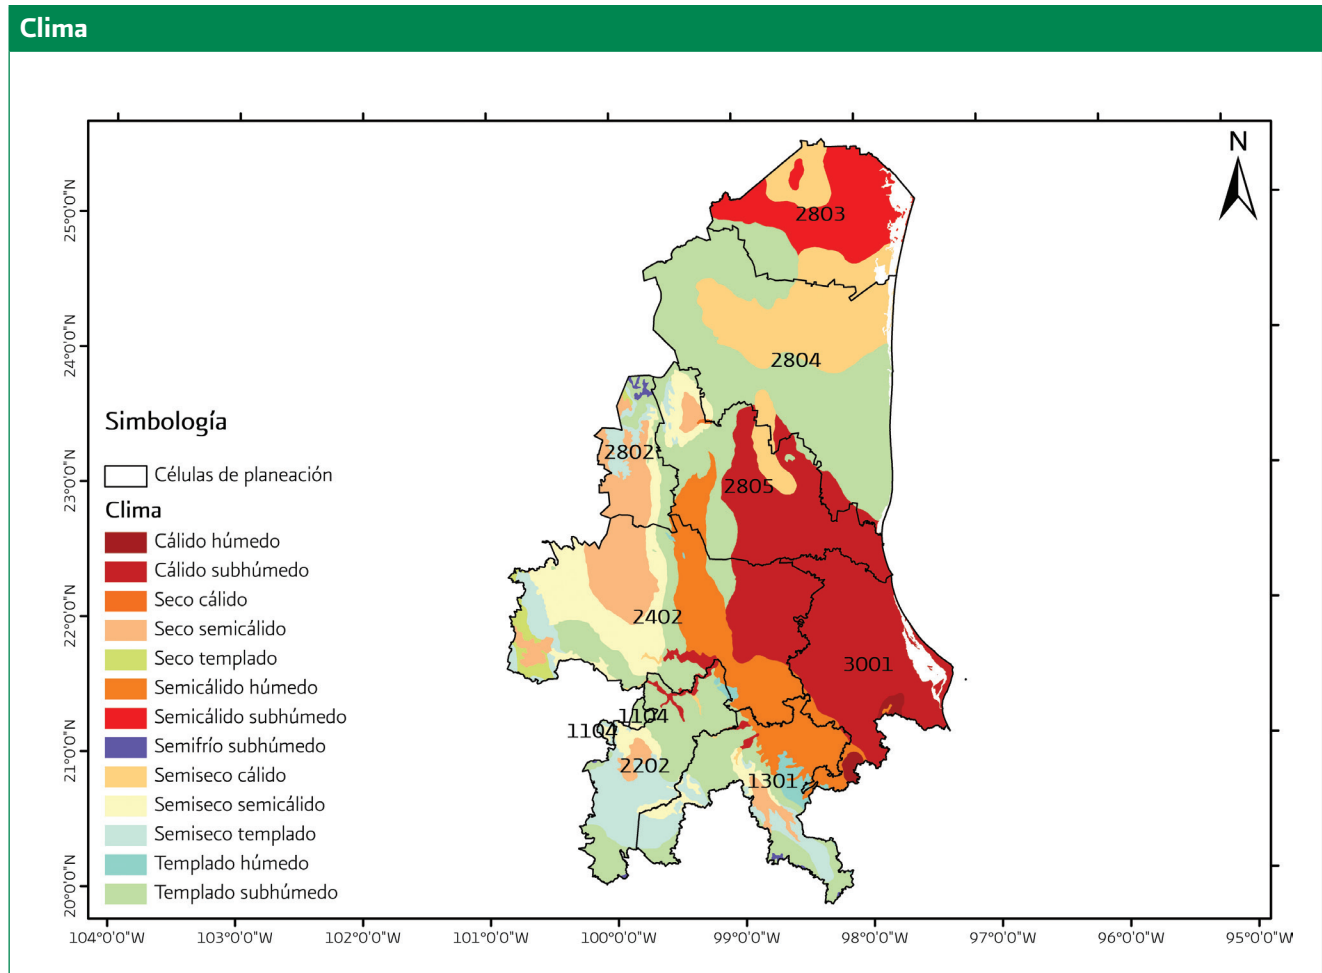 Clima
N
25°0'0"N
24°0'0"N
23°0'0"N
22°0'0"N
21°0'0"N
20°0'0"N
2803
2804
2802
2805
2402
3001
1104
1104
2202
1301
Simbología
Células de planeación
Clima
Cálido húmedo
Cálido subhúmedo
Seco cálido
Seco semicálido
Seco templado
Semicálido húmedo
Semicálido subhúmedo
Semifrío subhúmedo
Semiseco cálido
Semiseco semicálido
Semiseco templado
Templado húmedo
Templado subhúmedo
104°0'0"W 103°0'0"W 102°0'0"W 101°0'0"W 100°0'0"W 99°0'0"W 98°0'0"W 97°0'0"W 96°0'0"W 95°0'0"W